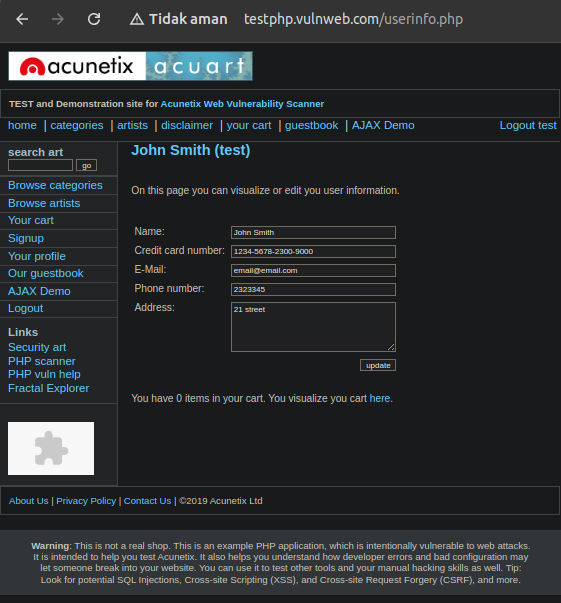 Tidak aman testphp.vulnweb.com/userinfo.php
acunetix acuart
TEST and Demonstration site for Acunetix Web Vulnerability Scanner
home | categories | artists | disclaimer | your cart | guestbook | AJAX Demo Logout test
search art
go
Browse categories
Browse artists
Your cart
Signup
Your profile
Our guestbook
AJAX Demo
Logout
Links
Security art
PHP scanner
PHP vuln help
Fractal Explorer
John Smith (test)
On this page you can visualize or edit you user information.
Name: John Smith
Credit card number: 1234-5678-2300-9000
E-Mail: email@email.com
Phone number: 2323345
Address: 21 street
update
You have 0 items in your cart. You visualize you cart here.
About Us | Privacy Policy | Contact Us | ©2019 Acunetix Ltd
Warning: This is not a real shop. This is an example PHP application, which is intentionally vulnerable to web attacks.
It is intended to help you test Acunetix. It also helps you understand how developer errors and bad configuration may
let someone break into your website. You can use it to test other tools and your manual hacking skills as well. Tip:
Look for potential SQL Injections, Cross-site Scripting (XSS), and Cross-site Request Forgery (CSRF), and more.